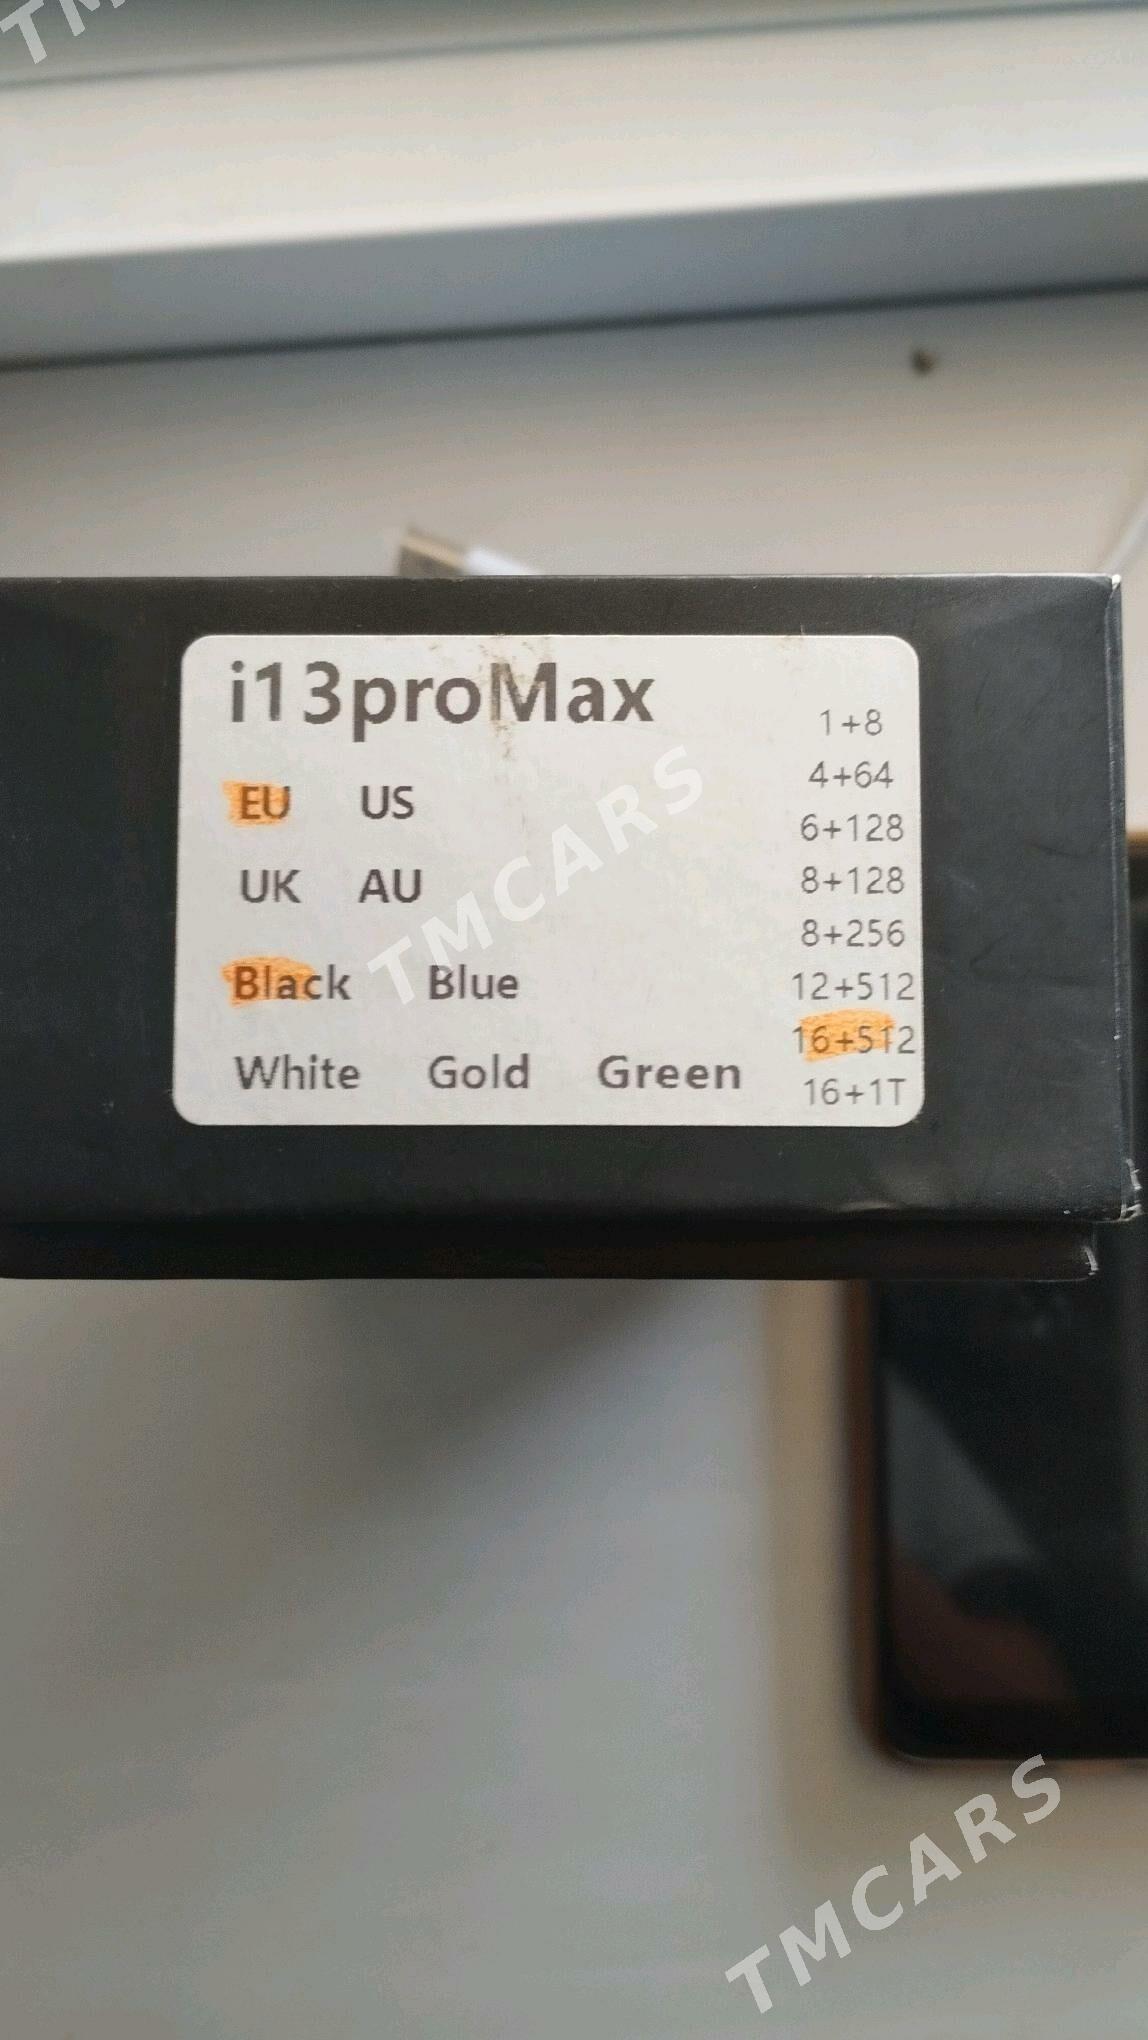 TM
i13proMax
EU US
UK AU
Black Blue
White Gold Green
1+8
4+64
6+128
8+128
8+256
12+512
16+512
16+1T
TMCARS
TMCARS